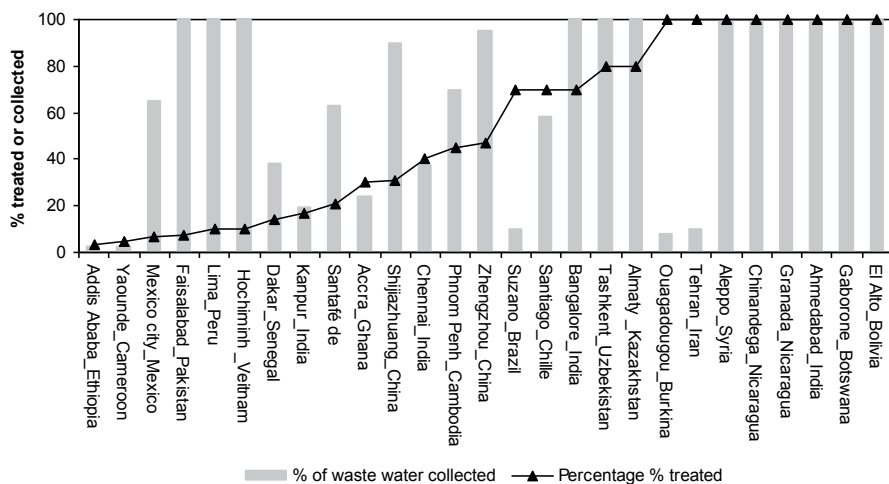 % treated or collected
100
80
60
40
20
0
Addis Ababa_Ethiopia
Yaounde_Cameroon
Mexico city_Mexico
Faisalabad_Pakistan
Lima_Peru
Hochiminh _Veitnam
Dakar_Senegal
Kanpur_India
Santafé de
Accra_Ghana
Shijiazhuang_China
Chennai_India
Phnom Penh_Cambodia
Zhengzhou_China
Suzano_Brazil
Santiago_Chille
Bangalore_India
Tashkent_Uzbekistan
Almaty _Kazakhstan
Ouagadougou_Burkina
Tehran_Iran
Aleppo_Syria
Chinandega_Nicaragua
Granada_Nicaragua
Ahmedabad_India
Gaborone_Botswana
El Alto_Bolivia
% of waste water collected
Percentage % treated